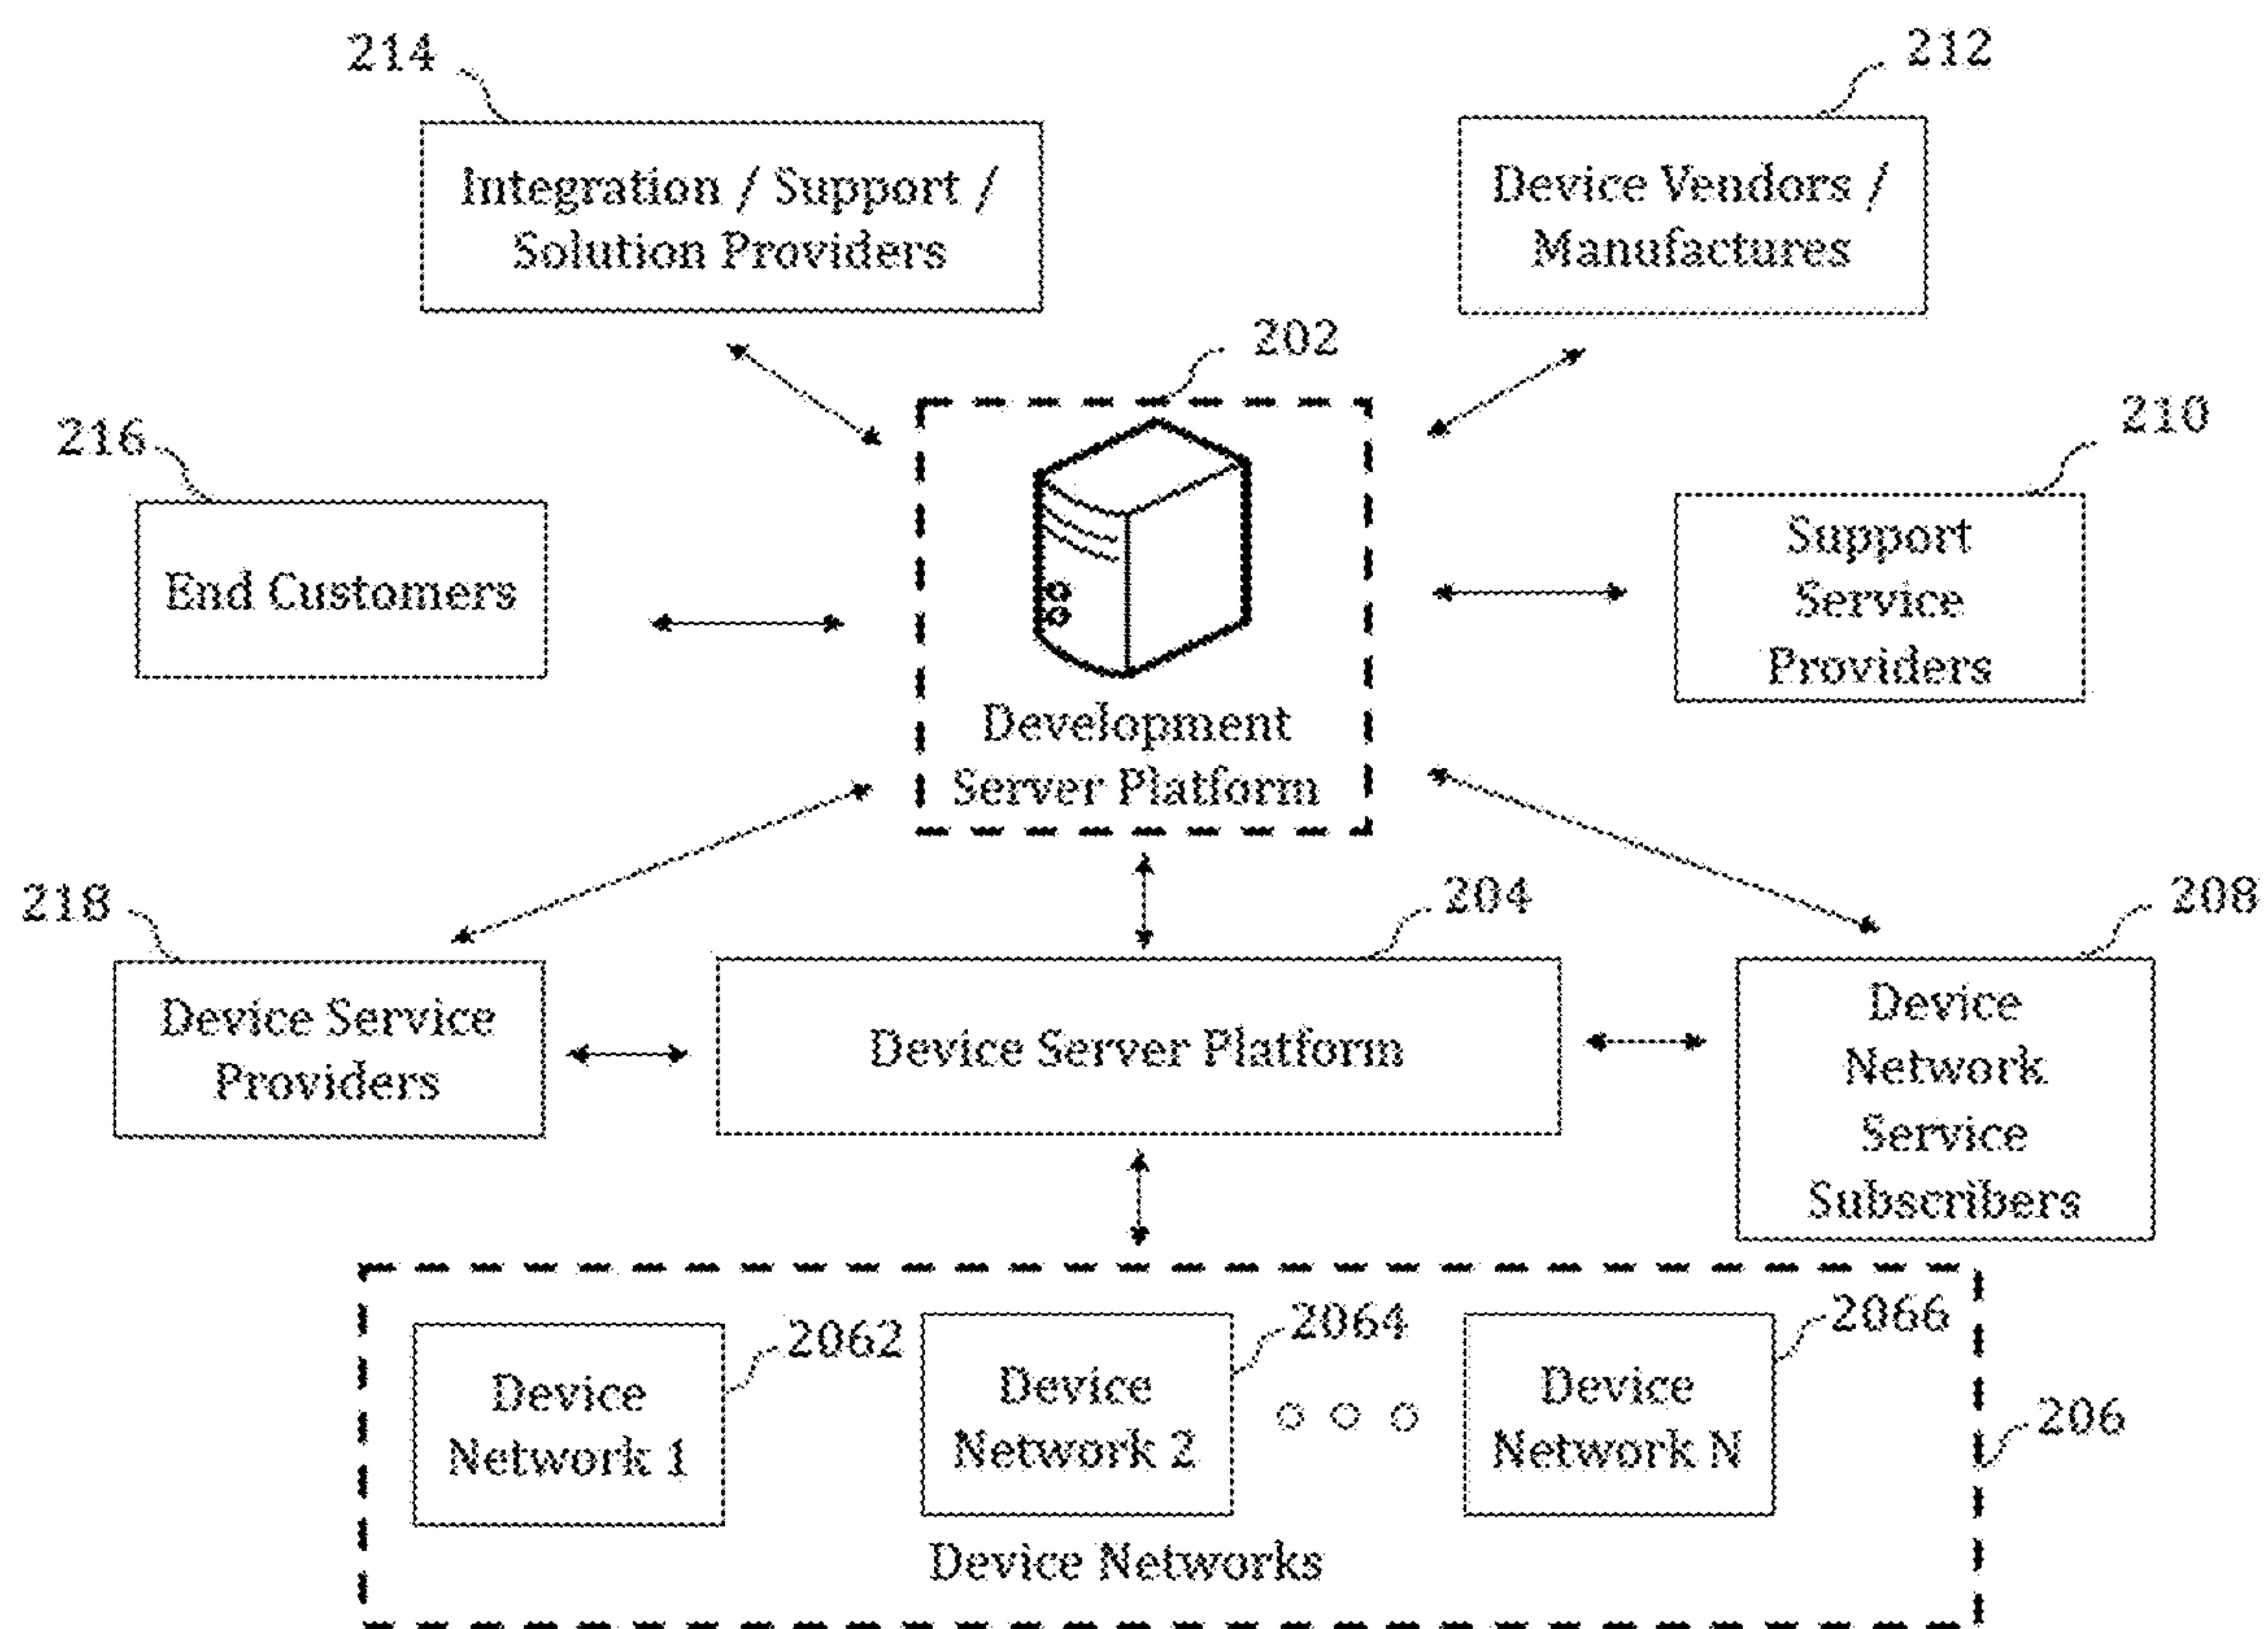 214
212
Integration / Support /
Solution Providers
Device Vendors /
Manufactures
202
216
210
End Customers
Support
Service
Providers
Development
Server Platform
218
204
208
Device Service
Providers
Device Server Platform
Device
Network
Service
Subscribers
2062
2064
2066
Device
Network 1
Device
Network 2
Device
Network N
206
Device Networks